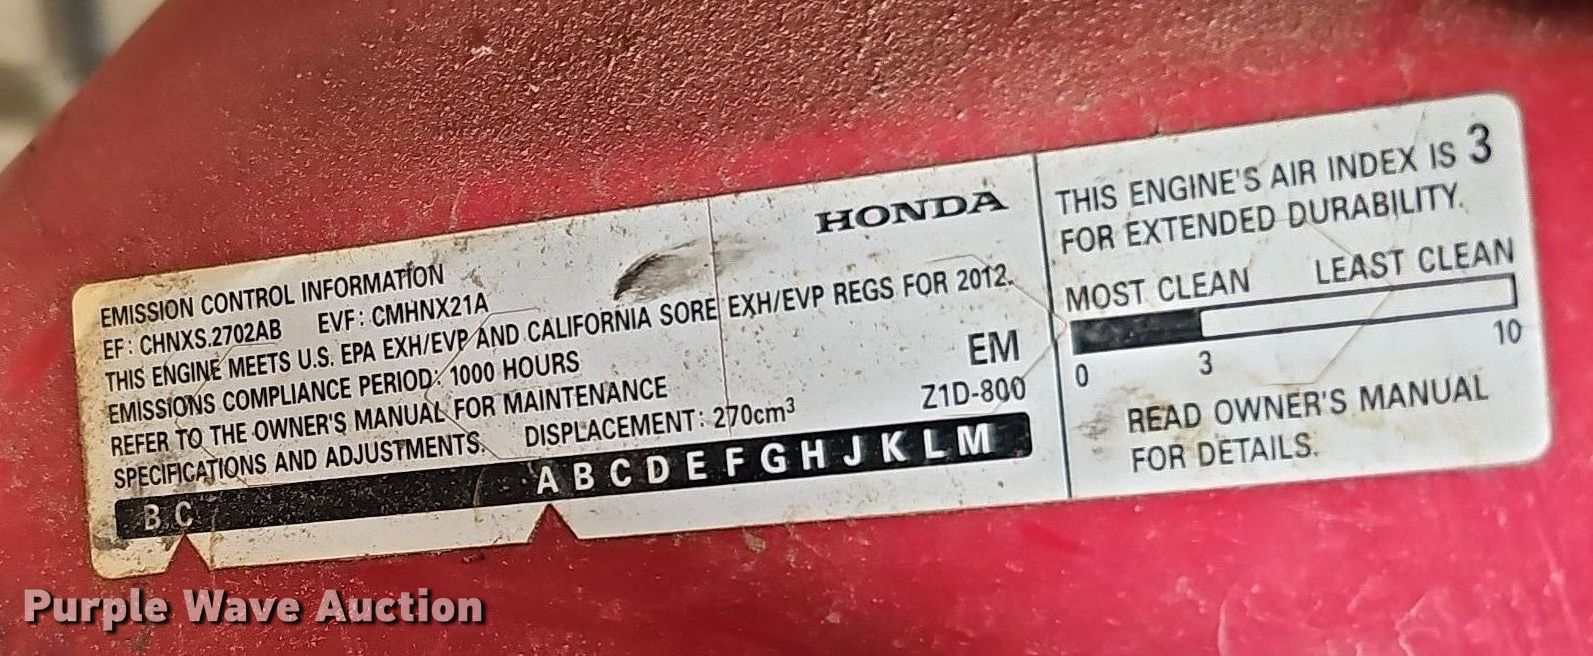 HONDA
EMISSION CONTROL INFORMATION
EF: CHNXS.2702AB EVF: CMHNX21A
THIS ENGINE MEETS U.S. EPA EXH/EVP AND CALIFORNIA SORE EXH/EVP REGS FOR 2012.
EMISSIONS COMPLIANCE PERIOD: 1000 HOURS
EM
REFER TO THE OWNER'S MANUAL FOR MAINTENANCE
Z1D-800
SPECIFICATIONS AND ADJUSTMENTS. DISPLACEMENT: 270cm³
B C A B C D E F G H J K L M
THIS ENGINE'S AIR INDEX IS 3
FOR EXTENDED DURABILITY.
MOST CLEAN LEAST CLEAN
0 3 10
READ OWNER'S MANUAL
FOR DETAILS.
Purple Wave Auction